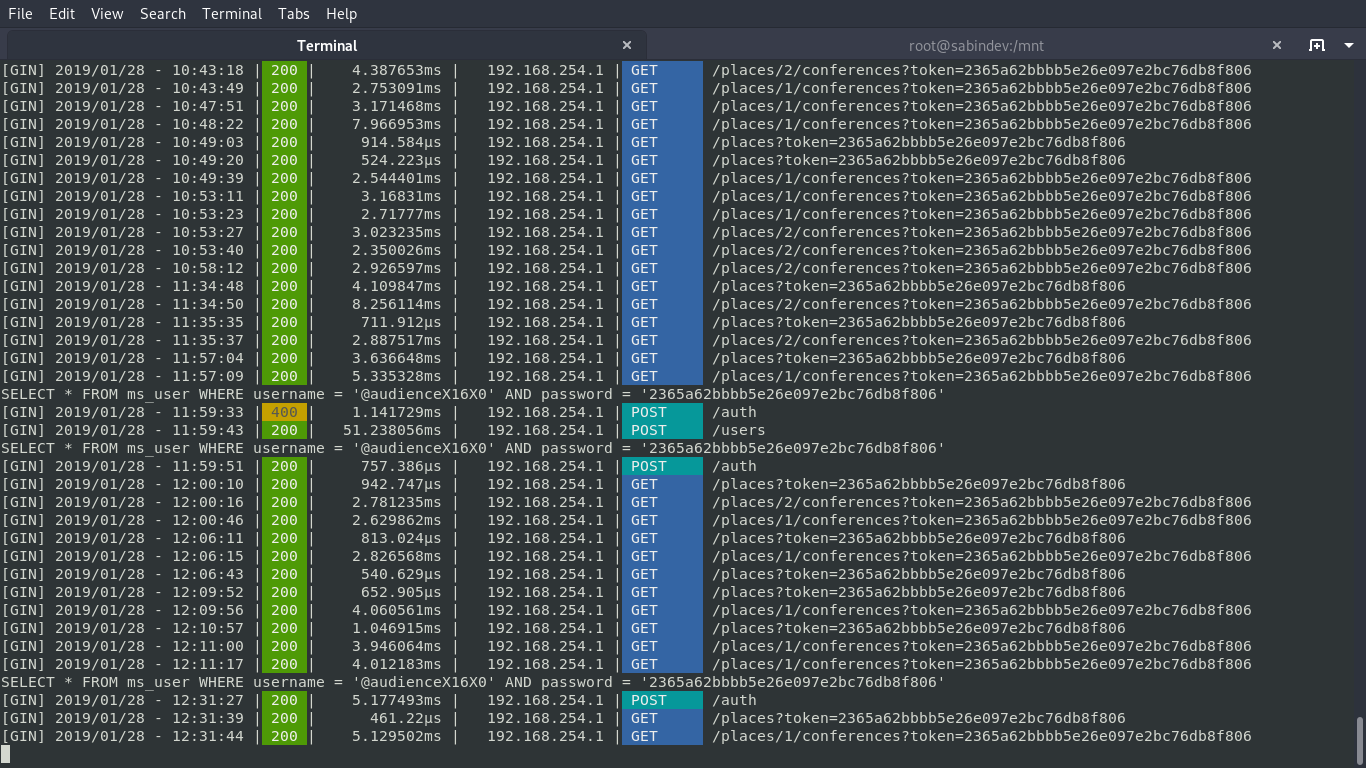 File Edit View Search Terminal Tabs Help
Terminal × root@sabindev:/mnt ×
[GIN] 2019/01/28 - 10:43:18 | 200 | 4.387653ms | 192.168.254.1 | GET /places/2/conferences?token=2365a62bbbb5e26e097e2bc76db8f806
[GIN] 2019/01/28 - 10:43:49 | 200 | 2.753091ms | 192.168.254.1 | GET /places/1/conferences?token=2365a62bbbb5e26e097e2bc76db8f806
[GIN] 2019/01/28 - 10:47:51 | 200 | 3.171468ms | 192.168.254.1 | GET /places/1/conferences?token=2365a62bbbb5e26e097e2bc76db8f806
[GIN] 2019/01/28 - 10:48:22 | 200 | 7.966953ms | 192.168.254.1 | GET /places/1/conferences?token=2365a62bbbb5e26e097e2bc76db8f806
[GIN] 2019/01/28 - 10:49:03 | 200 | 914.584µs | 192.168.254.1 | GET /places?token=2365a62bbbb5e26e097e2bc76db8f806
[GIN] 2019/01/28 - 10:49:20 | 200 | 524.223µs | 192.168.254.1 | GET /places?token=2365a62bbbb5e26e097e2bc76db8f806
[GIN] 2019/01/28 - 10:49:39 | 200 | 2.544401ms | 192.168.254.1 | GET /places/1/conferences?token=2365a62bbbb5e26e097e2bc76db8f806
[GIN] 2019/01/28 - 10:53:11 | 200 | 3.16831ms | 192.168.254.1 | GET /places/1/conferences?token=2365a62bbbb5e26e097e2bc76db8f806
[GIN] 2019/01/28 - 10:53:23 | 200 | 2.71777ms | 192.168.254.1 | GET /places/1/conferences?token=2365a62bbbb5e26e097e2bc76db8f806
[GIN] 2019/01/28 - 10:53:27 | 200 | 3.023235ms | 192.168.254.1 | GET /places/2/conferences?token=2365a62bbbb5e26e097e2bc76db8f806
[GIN] 2019/01/28 - 10:53:40 | 200 | 2.350026ms | 192.168.254.1 | GET /places/2/conferences?token=2365a62bbbb5e26e097e2bc76db8f806
[GIN] 2019/01/28 - 10:58:12 | 200 | 2.926597ms | 192.168.254.1 | GET /places/2/conferences?token=2365a62bbbb5e26e097e2bc76db8f806
[GIN] 2019/01/28 - 11:34:48 | 200 | 4.109847ms | 192.168.254.1 | GET /places?token=2365a62bbbb5e26e097e2bc76db8f806
[GIN] 2019/01/28 - 11:34:50 | 200 | 8.256114ms | 192.168.254.1 | GET /places/2/conferences?token=2365a62bbbb5e26e097e2bc76db8f806
[GIN] 2019/01/28 - 11:35:35 | 200 | 711.912µs | 192.168.254.1 | GET /places?token=2365a62bbbb5e26e097e2bc76db8f806
[GIN] 2019/01/28 - 11:35:37 | 200 | 2.887517ms | 192.168.254.1 | GET /places/2/conferences?token=2365a62bbbb5e26e097e2bc76db8f806
[GIN] 2019/01/28 - 11:57:04 | 200 | 3.636648ms | 192.168.254.1 | GET /places?token=2365a62bbbb5e26e097e2bc76db8f806
[GIN] 2019/01/28 - 11:57:09 | 200 | 5.335328ms | 192.168.254.1 | GET /places/1/conferences?token=2365a62bbbb5e26e097e2bc76db8f806
SELECT * FROM ms_user WHERE username = '@audienceX16X0' AND password = '2365a62bbbb5e26e097e2bc76db8f806'
[GIN] 2019/01/28 - 11:59:33 | 400 | 1.141729ms | 192.168.254.1 | POST /auth
[GIN] 2019/01/28 - 11:59:43 | 200 | 51.238056ms | 192.168.254.1 | POST /users
SELECT * FROM ms_user WHERE username = '@audienceX16X0' AND password = '2365a62bbbb5e26e097e2bc76db8f806'
[GIN] 2019/01/28 - 11:59:51 | 200 | 757.386µs | 192.168.254.1 | POST /auth
[GIN] 2019/01/28 - 12:00:10 | 200 | 942.747µs | 192.168.254.1 | GET /places?token=2365a62bbbb5e26e097e2bc76db8f806
[GIN] 2019/01/28 - 12:00:16 | 200 | 2.781235ms | 192.168.254.1 | GET /places/2/conferences?token=2365a62bbbb5e26e097e2bc76db8f806
[GIN] 2019/01/28 - 12:00:46 | 200 | 2.629862ms | 192.168.254.1 | GET /places/1/conferences?token=2365a62bbbb5e26e097e2bc76db8f806
[GIN] 2019/01/28 - 12:06:11 | 200 | 813.024µs | 192.168.254.1 | GET /places?token=2365a62bbbb5e26e097e2bc76db8f806
[GIN] 2019/01/28 - 12:06:15 | 200 | 2.826568ms | 192.168.254.1 | GET /places/1/conferences?token=2365a62bbbb5e26e097e2bc76db8f806
[GIN] 2019/01/28 - 12:06:43 | 200 | 540.629µs | 192.168.254.1 | GET /places?token=2365a62bbbb5e26e097e2bc76db8f806
[GIN] 2019/01/28 - 12:09:52 | 200 | 652.905µs | 192.168.254.1 | GET /places?token=2365a62bbbb5e26e097e2bc76db8f806
[GIN] 2019/01/28 - 12:09:56 | 200 | 4.060561ms | 192.168.254.1 | GET /places/1/conferences?token=2365a62bbbb5e26e097e2bc76db8f806
[GIN] 2019/01/28 - 12:10:57 | 200 | 1.046915ms | 192.168.254.1 | GET /places?token=2365a62bbbb5e26e097e2bc76db8f806
[GIN] 2019/01/28 - 12:11:00 | 200 | 3.946064ms | 192.168.254.1 | GET /places/1/conferences?token=2365a62bbbb5e26e097e2bc76db8f806
[GIN] 2019/01/28 - 12:11:17 | 200 | 4.012183ms | 192.168.254.1 | GET /places/1/conferences?token=2365a62bbbb5e26e097e2bc76db8f806
SELECT * FROM ms_user WHERE username = '@audienceX16X0' AND password = '2365a62bbbb5e26e097e2bc76db8f806'
[GIN] 2019/01/28 - 12:31:27 | 200 | 5.177493ms | 192.168.254.1 | POST /auth
[GIN] 2019/01/28 - 12:31:39 | 200 | 461.22µs | 192.168.254.1 | GET /places?token=2365a62bbbb5e26e097e2bc76db8f806
[GIN] 2019/01/28 - 12:31:44 | 200 | 5.129502ms | 192.168.254.1 | GET /places/1/conferences?token=2365a62bbbb5e26e097e2bc76db8f806